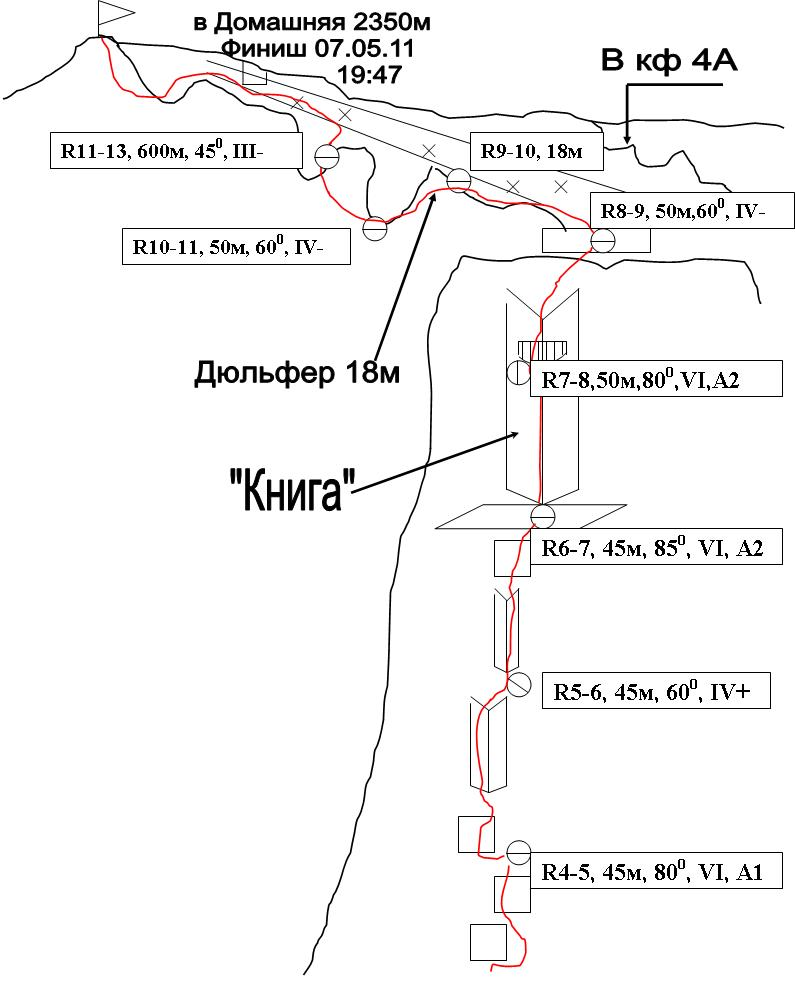 в Домашняя 2350м
Финиш 07.05.11
19:47
В кф 4А
R11-13, 600м, 45⁰, III-
R9-10, 18м
R8-9, 50м,60⁰, IV-
R10-11, 50м, 60⁰, IV-
Дюльфер 18м
R7-8,50м,80⁰,VI,A2
"Книга"
R6-7, 45м, 85⁰, VI, A2
R5-6, 45м, 60⁰, IV+
R4-5, 45м, 80⁰, VI, A1